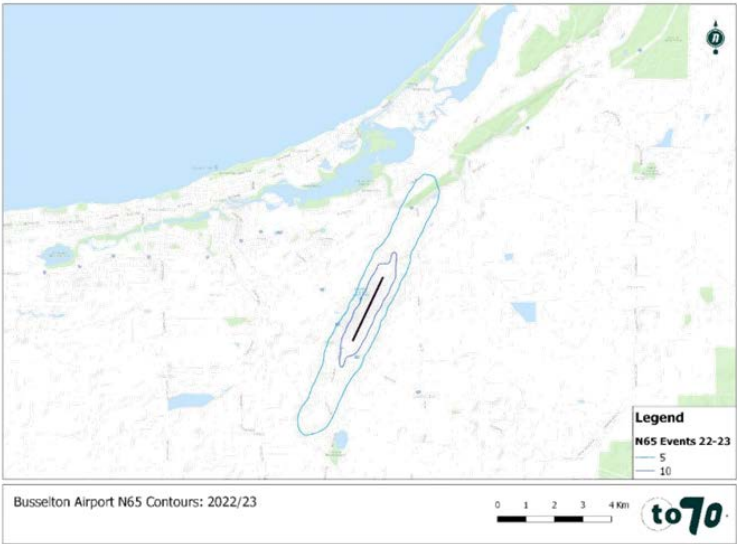 n
Legend
N65 Events 22-23
5
10
Busselton Airport N65 Contours: 2022/23
0 1 2 3 4 Km
to70